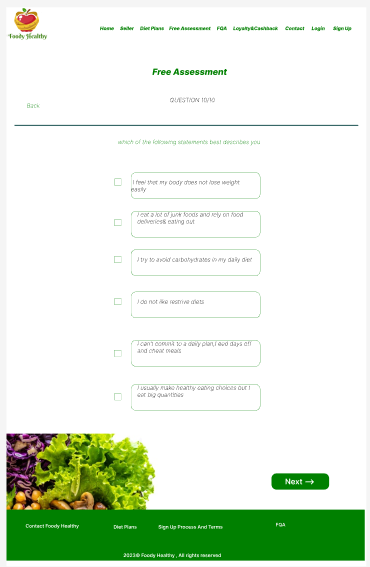 Foody Healthy
Home Seller Diet Plans Free Assessment FQA Loyalty&Cashback Contact Login Sign Up
Free Assessment
QUESTION 10/10
Back
which of the following statements best describes you
I feel that my body does not lose weight
easily
I eat a lot of junk foods and rely on food
deliveries& eating out
I try to avoid carbohydrates in my daily diet
I do not like restrive diets
I can't commit to a daily plan,I eed days off
and cheat meals
I usually make healthy eating choices but I
eat big quantities
Next →
Contact Foody Healthy Diet Plans Sign Up Process And Terms FQA
2023© Foody Healthy , All rights reserved